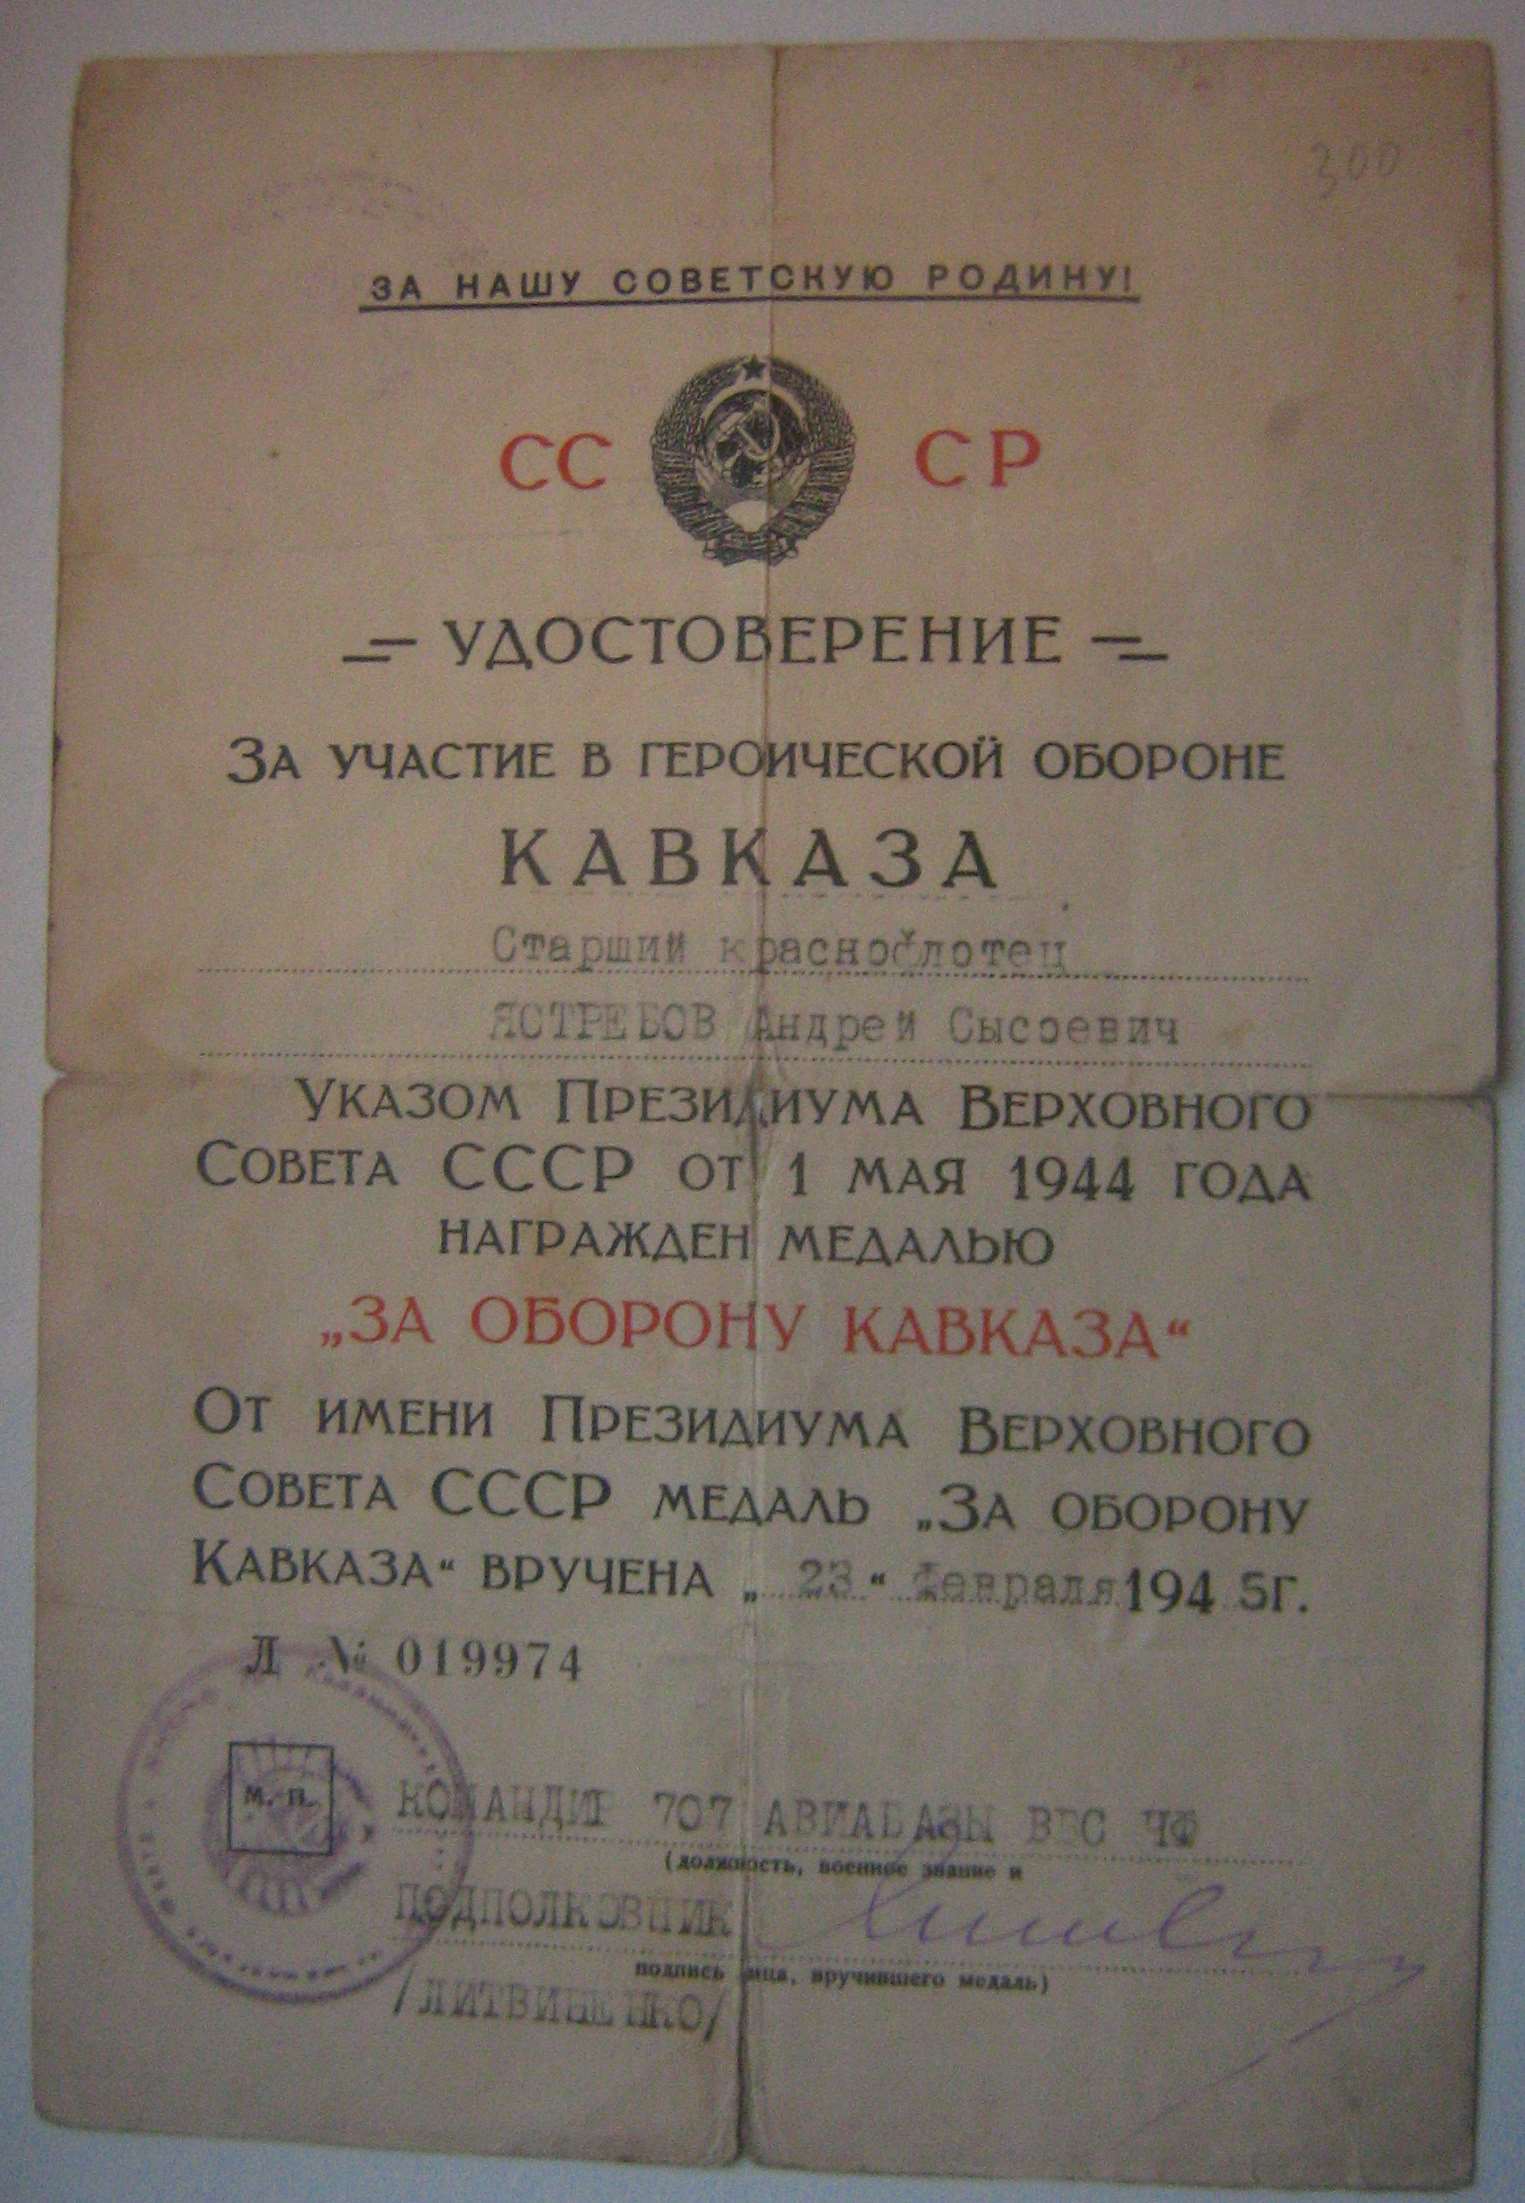 300
ЗА НАШУ СОВЕТСКУЮ РОДИНУ!
СС СР
УДОСТОВЕРЕНИЕ
ЗА УЧАСТИЕ В ГЕРОИЧЕСКОЙ ОБОРОНЕ
КАВКАЗА
Старший краснофлотец
ЯСТРЕБОВ Андрей Сысоевич
УКАЗОМ ПРЕЗИДИУМА ВЕРХОВНОГО
СОВЕТА СССР ОТ 1 МАЯ 1944 ГОДА
НАГРАЖДЕН МЕДАЛЬЮ
„ЗА ОБОРОНУ КАВКАЗА“
ОТ ИМЕНИ ПРЕЗИДИУМА ВЕРХОВНОГО
СОВЕТА СССР МЕДАЛЬ „ЗА ОБОРОНУ
КАВКАЗА“ ВРУЧЕНА „ 23 “ февраля 194 5Г.
Л № 019974
М. П.
КОМАНДИР 707 АВИАБАЗЫ ВВС ЧФ
(должность, военное звание и
ПОДПОЛКОВНИК
подпись лица, вручившего медаль)
/ЛИТВИНЕНКО/